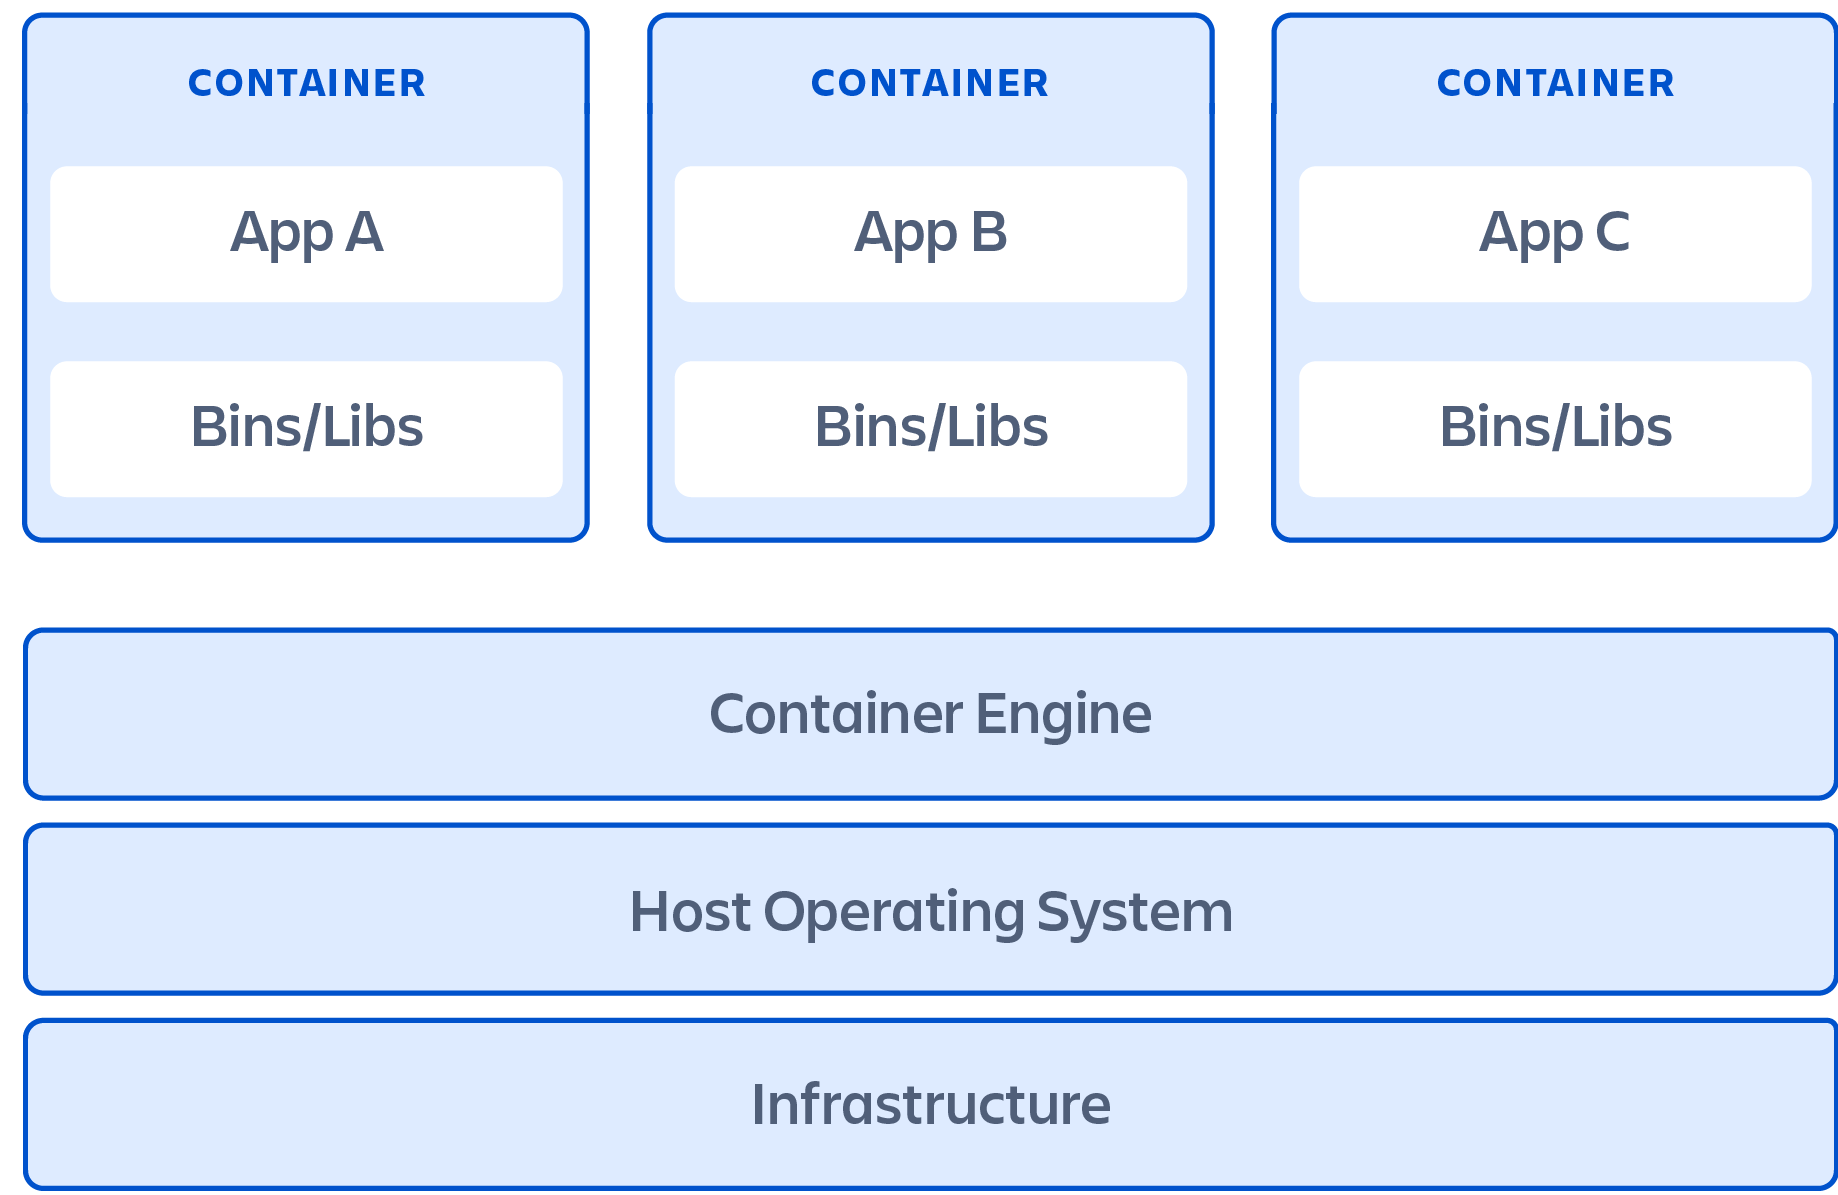 CONTAINER CONTAINER CONTAINER
App A App B App C
Bins/Libs Bins/Libs Bins/Libs
Container Engine
Host Operating System
Infrastructure